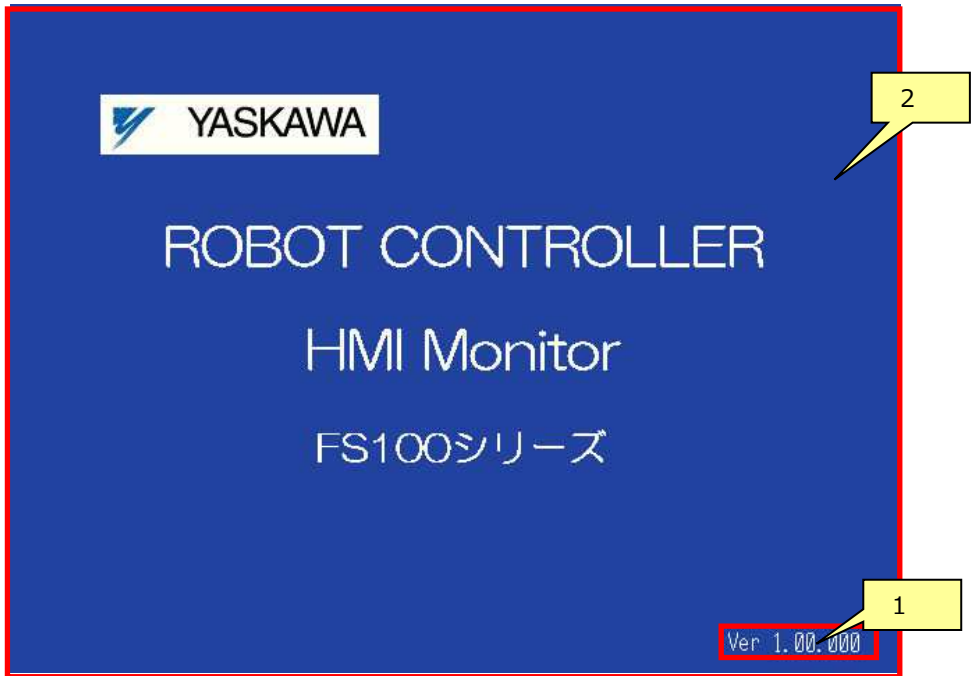 YASKAWA
2
ROBOT CONTROLLER
HMI Monitor
FS100シリーズ
1
Ver 1.00.000